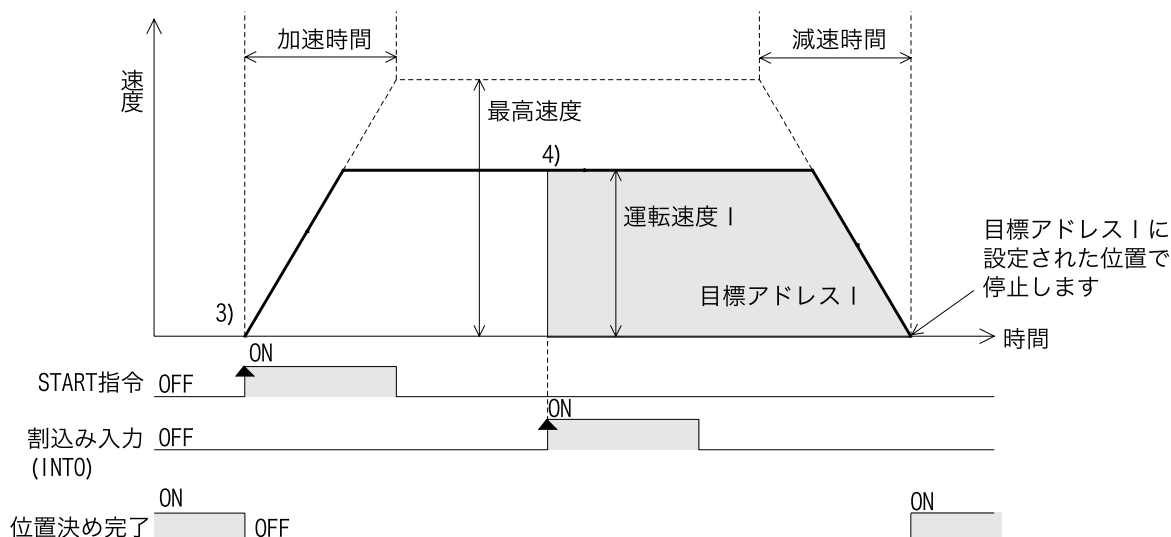 加速時間
減速時間
速度
最高速度
4)
運転速度Ⅰ
目標アドレスⅠに
設定された位置で
停止します
目標アドレスⅠ
3)
時間
ON
START指令 OFF
ON
割込み入力 OFF
(INT0)
ON
ON
位置決め完了 OFF